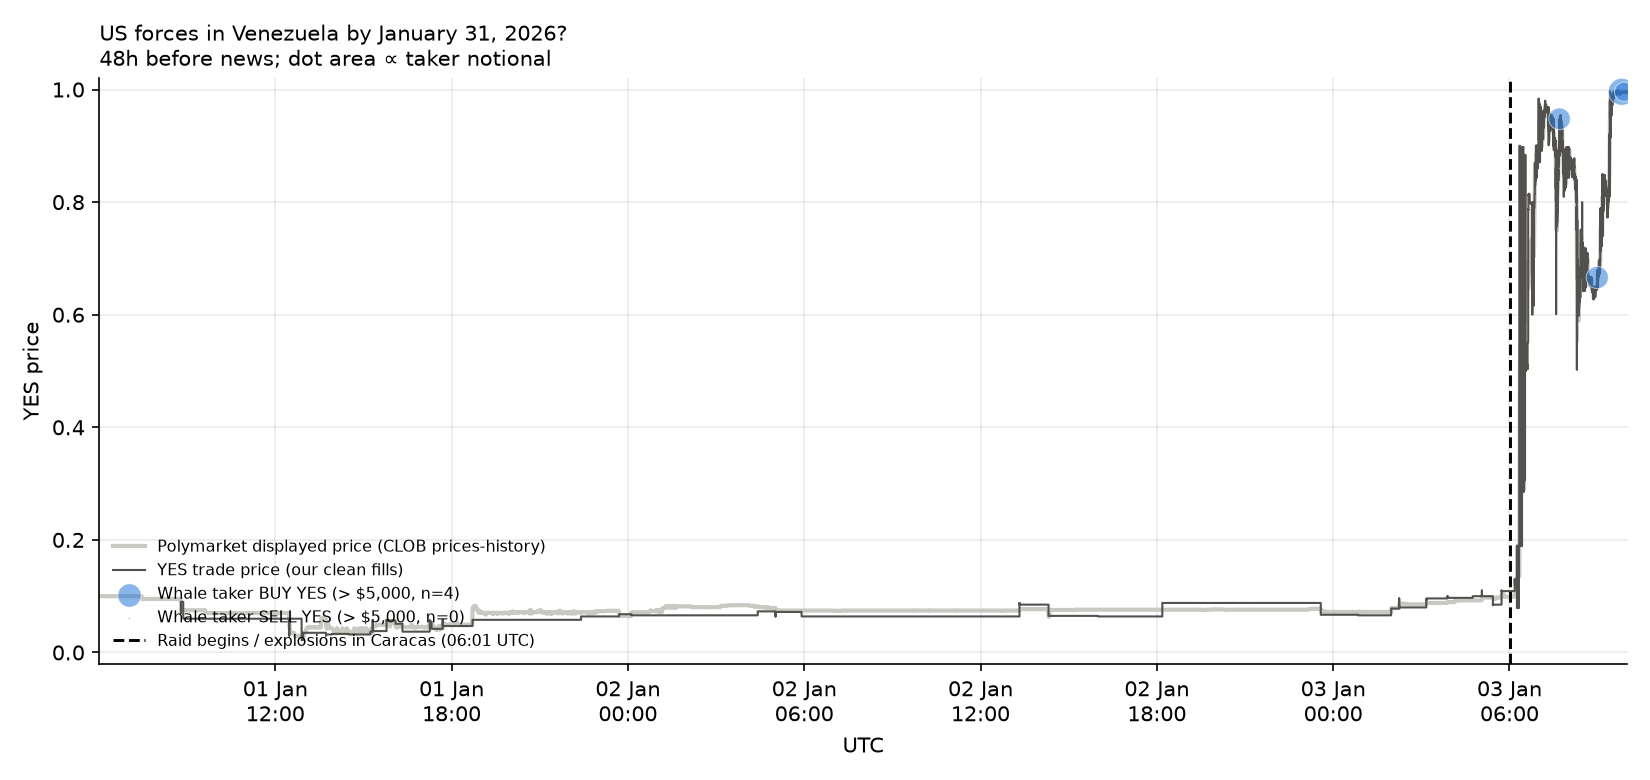 US forces in Venezuela by January 31, 2026?
48h before news; dot area ∝ taker notional
YES price
1.0
0.8
0.6
0.4
0.2
0.0
Polymarket displayed price (CLOB prices-history)
YES trade price (our clean fills)
Whale taker BUY YES (> $5,000, n=4)
Whale taker SELL YES (> $5,000, n=0)
Raid begins / explosions in Caracas (06:01 UTC)
01 Jan 12:00
01 Jan 18:00
02 Jan 00:00
02 Jan 06:00
02 Jan 12:00
02 Jan 18:00
03 Jan 00:00
03 Jan 06:00
UTC